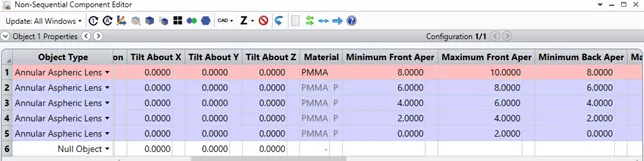 Non-Sequential Component Editor
Update: All Windows
CAD Z
Object 1 Properties Configuration 1/1
Object Type on Tilt About X Tilt About Y Tilt About Z Material Minimum Front Aper Maximum Front Aper Minimum Back Aper Ma
1 Annular Aspheric Lens 0.0000 0.0000 0.0000 PMMA 8.0000 10.0000 8.0000
2 Annular Aspheric Lens 0.0000 0.0000 0.0000 PMMA P 6.0000 8.0000 6.0000
3 Annular Aspheric Lens 0.0000 0.0000 0.0000 PMMA P 4.0000 6.0000 4.0000
4 Annular Aspheric Lens 0.0000 0.0000 0.0000 PMMA P 2.0000 4.0000 2.0000
5 Annular Aspheric Lens 0.0000 0.0000 0.0000 PMMA P 0.0000 2.0000 0.0000
6 Null Object 0.0000 0.0000 0.0000 -